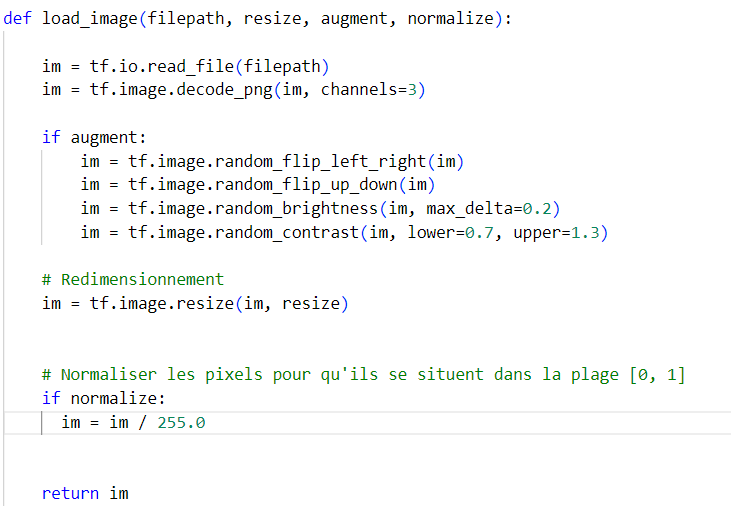 def load_image(filepath, resize, augment, normalize):
im = tf.io.read_file(filepath)
im = tf.image.decode_png(im, channels=3)
if augment:
im = tf.image.random_flip_left_right(im)
im = tf.image.random_flip_up_down(im)
im = tf.image.random_brightness(im, max_delta=0.2)
im = tf.image.random_contrast(im, lower=0.7, upper=1.3)
# Redimensionnement
im = tf.image.resize(im, resize)
# Normaliser les pixels pour qu'ils se situent dans la plage [0, 1]
if normalize:
im = im / 255.0
return im